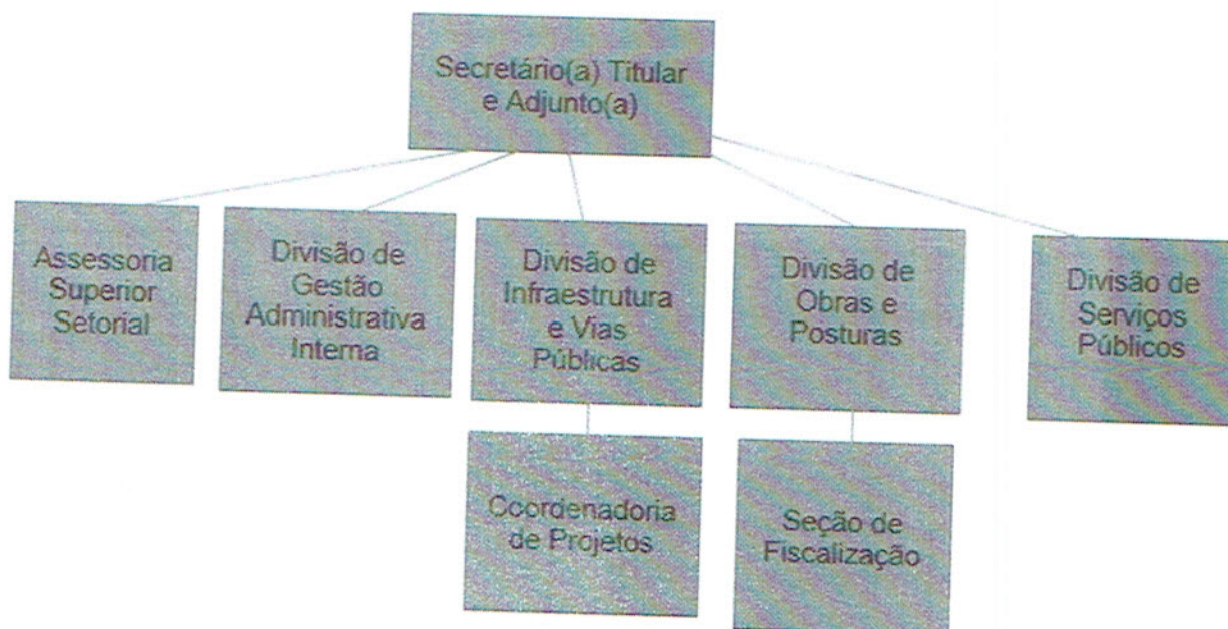 Secretário(a) Titular
e Adjunto(a)
Assessoria
Superior
Setorial
Divisão de
Gestão
Administrativa
Interna
Divisão de
Infraestrutura
e Vias
Públicas
Divisão de
Obras e
Posturas
Divisão de
Serviços
Públicos
Coordenadoria
de Projetos
Seção de
Fiscalização